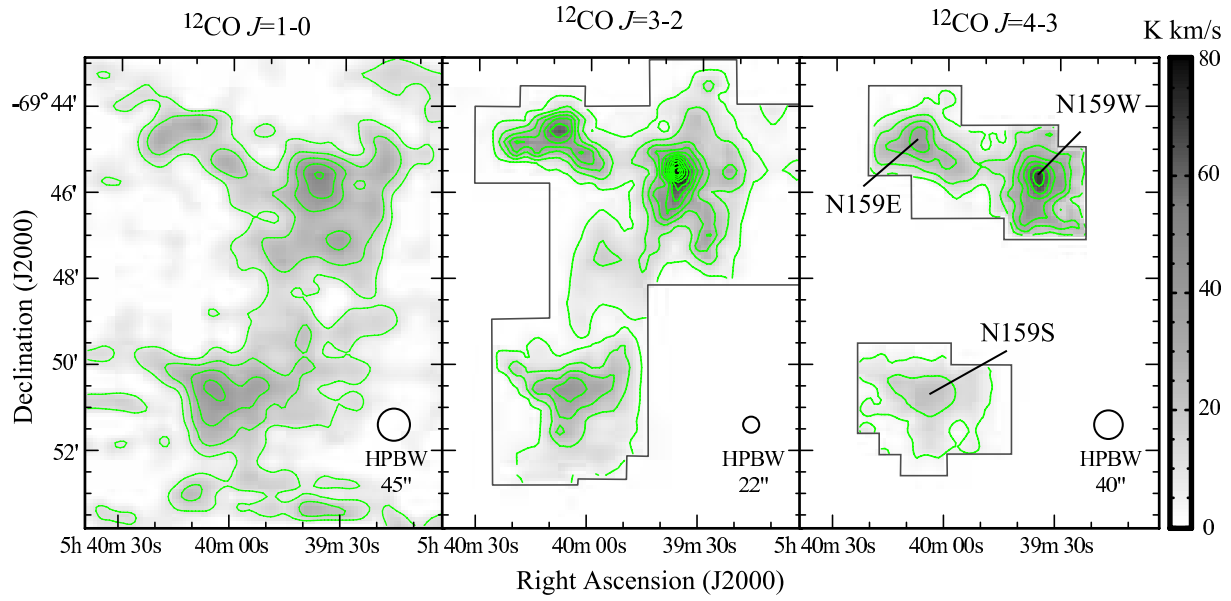 ¹²CO J=1-0
¹²CO J=3-2
¹²CO J=4-3
K km/s
80
60
40
20
0
-69° 44'
46'
48'
50'
52'
Declination (J2000)
N159W
N159E
N159S
HPBW
45"
HPBW
22"
HPBW
40"
5h 40m 30s
40m 00s
39m 30s
5h 40m 30s
40m 00s
39m 30s
5h 40m 30s
40m 00s
39m 30s
Right Ascension (J2000)